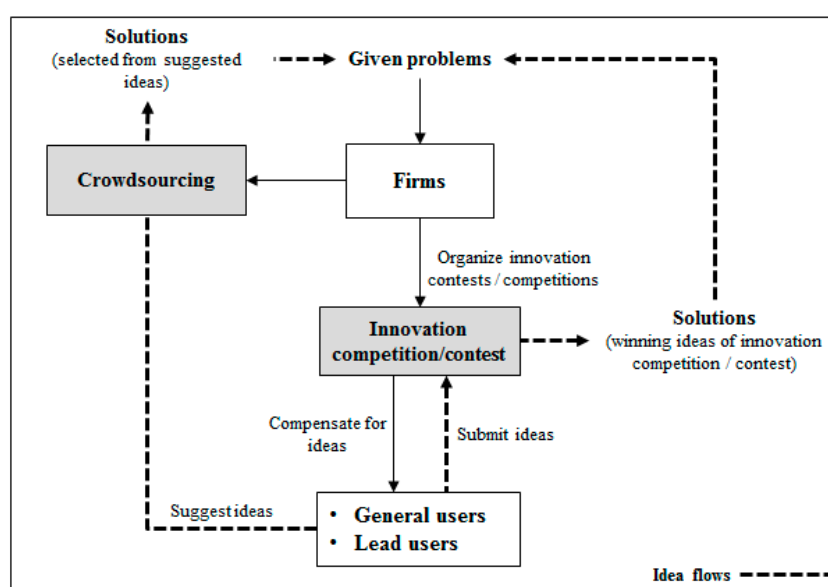 Solutions
(selected from suggested
ideas)
Given problems
Crowdsourcing
Firms
Organize innovation
contests / competitions
Innovation
competition/contest
Solutions
(winning ideas of innovation
competition / contest)
Compensate for
ideas
Submit ideas
Suggest ideas
• General users
• Lead users
Idea flows